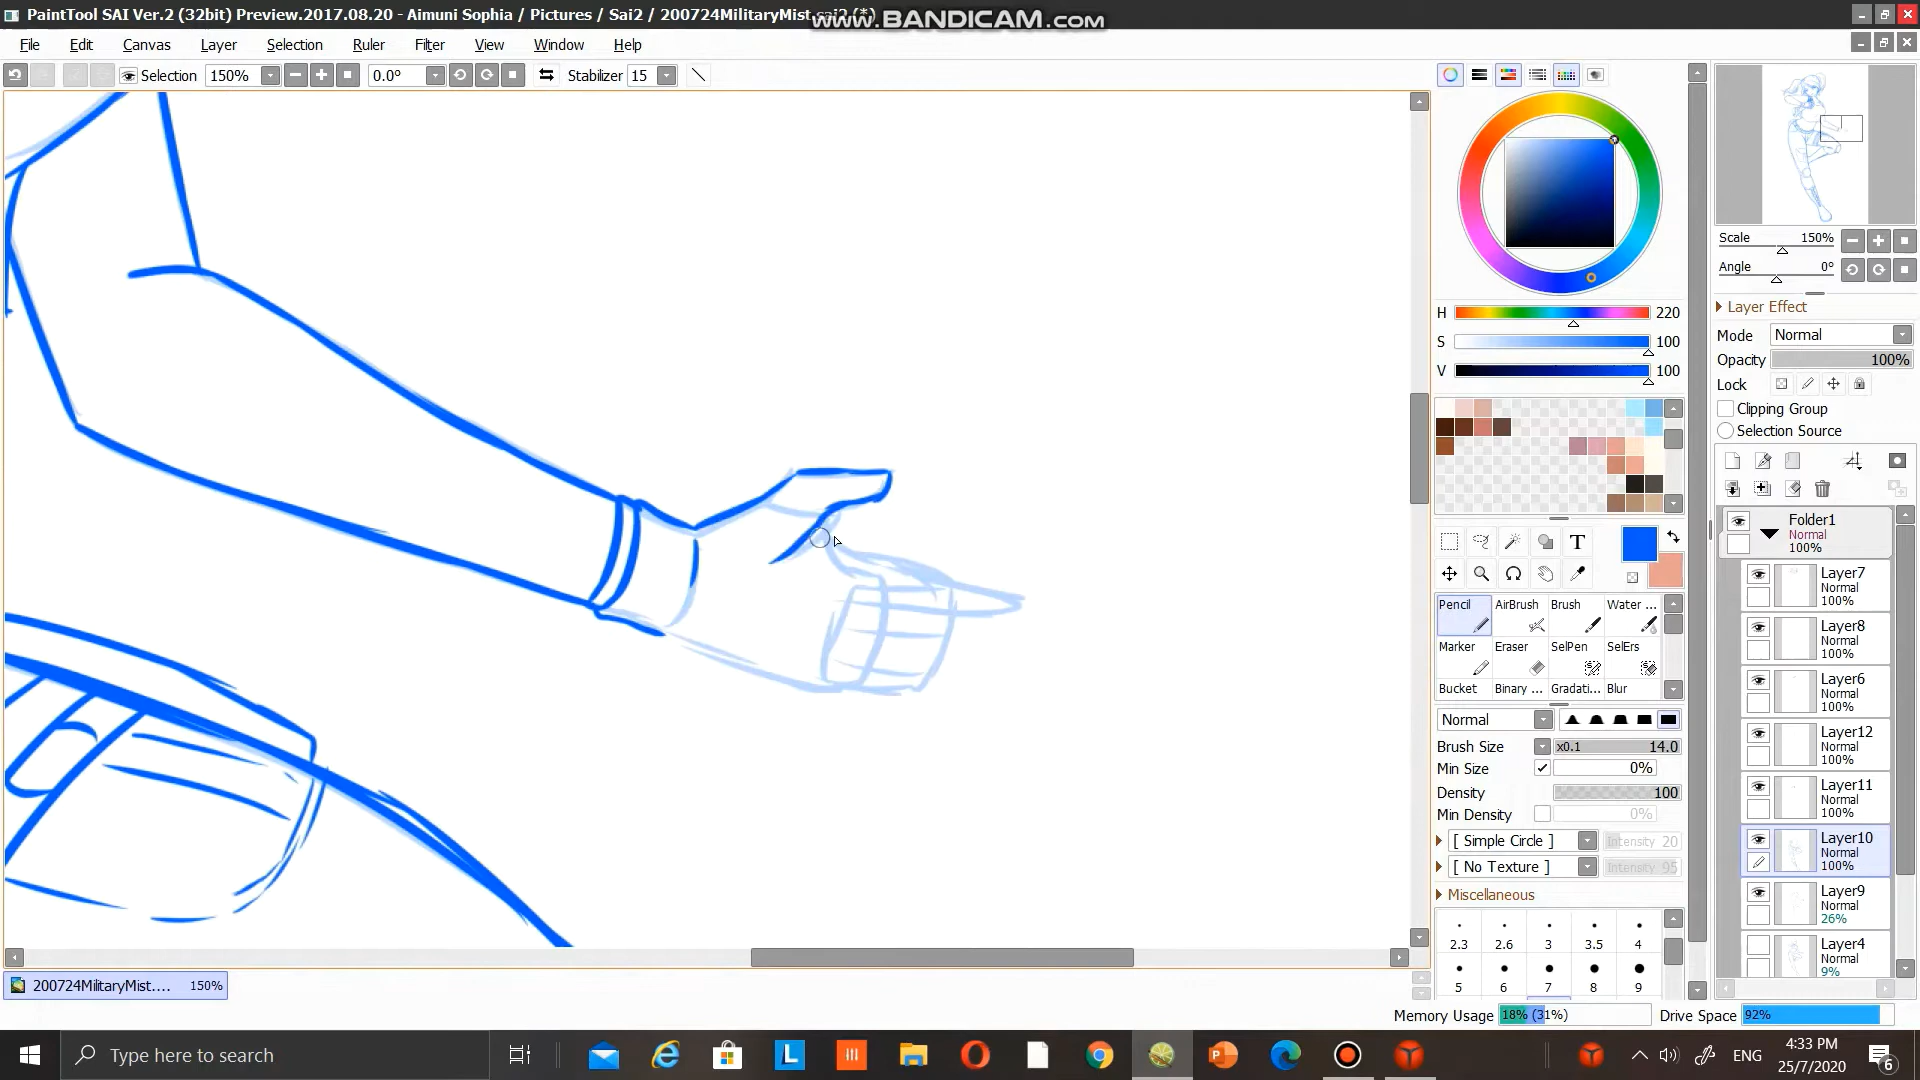 PaintTool SAI Ver.2 (32bit) Preview.2017.08.20 - Aimuni Sophia / Pictures / Sai2 / 200724MilitaryMist.sai2 (*)
www.BANDICAM.com
File Edit Canvas Layer Selection Ruler Filter View Window Help
Selection 150% 0.0° Stabilizer 15
Scale 150%
Angle 0°
H 220
S 100
V 100
Layer Effect
Mode Normal
Opacity 100%
Lock
Clipping Group
Selection Source
T
Pencil AirBrush Brush Water ...
Marker Eraser SelPen SelErs
Bucket Binary ... Gradati... Blur
Normal
Brush Size x0.1 14.0
Min Size 0%
Density 100
Min Density 0%
[ Simple Circle ] Intensity 20
[ No Texture ] Intensity 95
Miscellaneous
2.3 2.6 3 3.5 4
5 6 7 8 9
Folder1
Normal
100%
Layer7
Normal
100%
Layer8
Normal
100%
Layer6
Normal
100%
Layer12
Normal
100%
Layer11
Normal
100%
Layer10
Normal
100%
Layer9
Normal
26%
Layer4
Normal
9%
200724MilitaryMist.... 150%
Memory Usage 18% (31%) Drive Space 92%
Type here to search
L
ENG
4:33 PM
25/7/2020
6